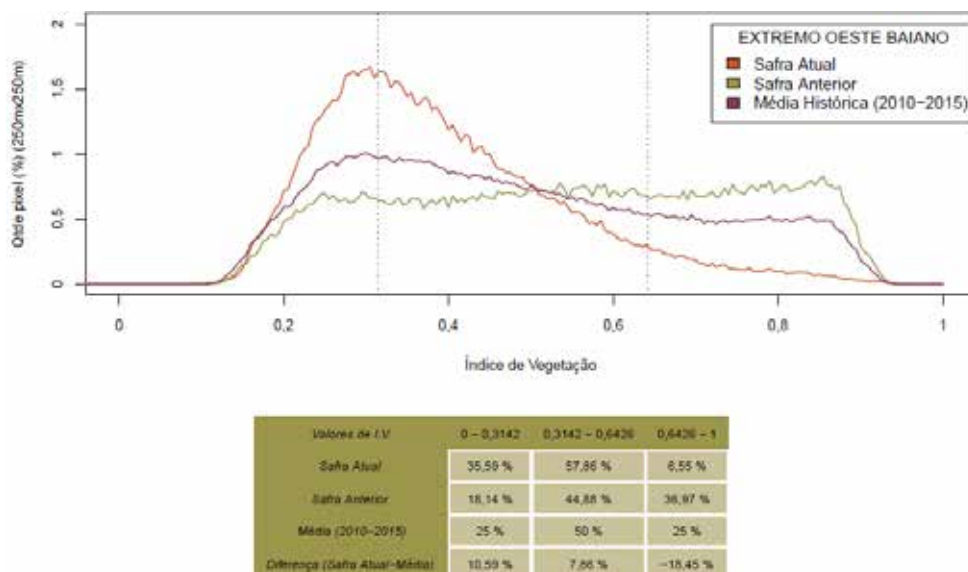 EXTREMO OESTE BAIANO
Safra Atual
Safra Anterior
Média Histórica (2010-2015)
Qtde pixel (%) (250mx250m)
2
1,5
1
0,5
0
0 0,2 0,4 0,6 0,8 1
Índice de Vegetação
Valores de I.V 0 - 0,3142 0,3142 - 0,6426 0,6426 - 1
Safra Atual 35,59 % 57,86 % 6,55 %
Safra Anterior 18,14 % 44,88 % 36,97 %
Média (2010-2015) 25 % 50 % 25 %
Diferença (Safra Atual-Média) 10,59 % 7,86 % -18,45 %